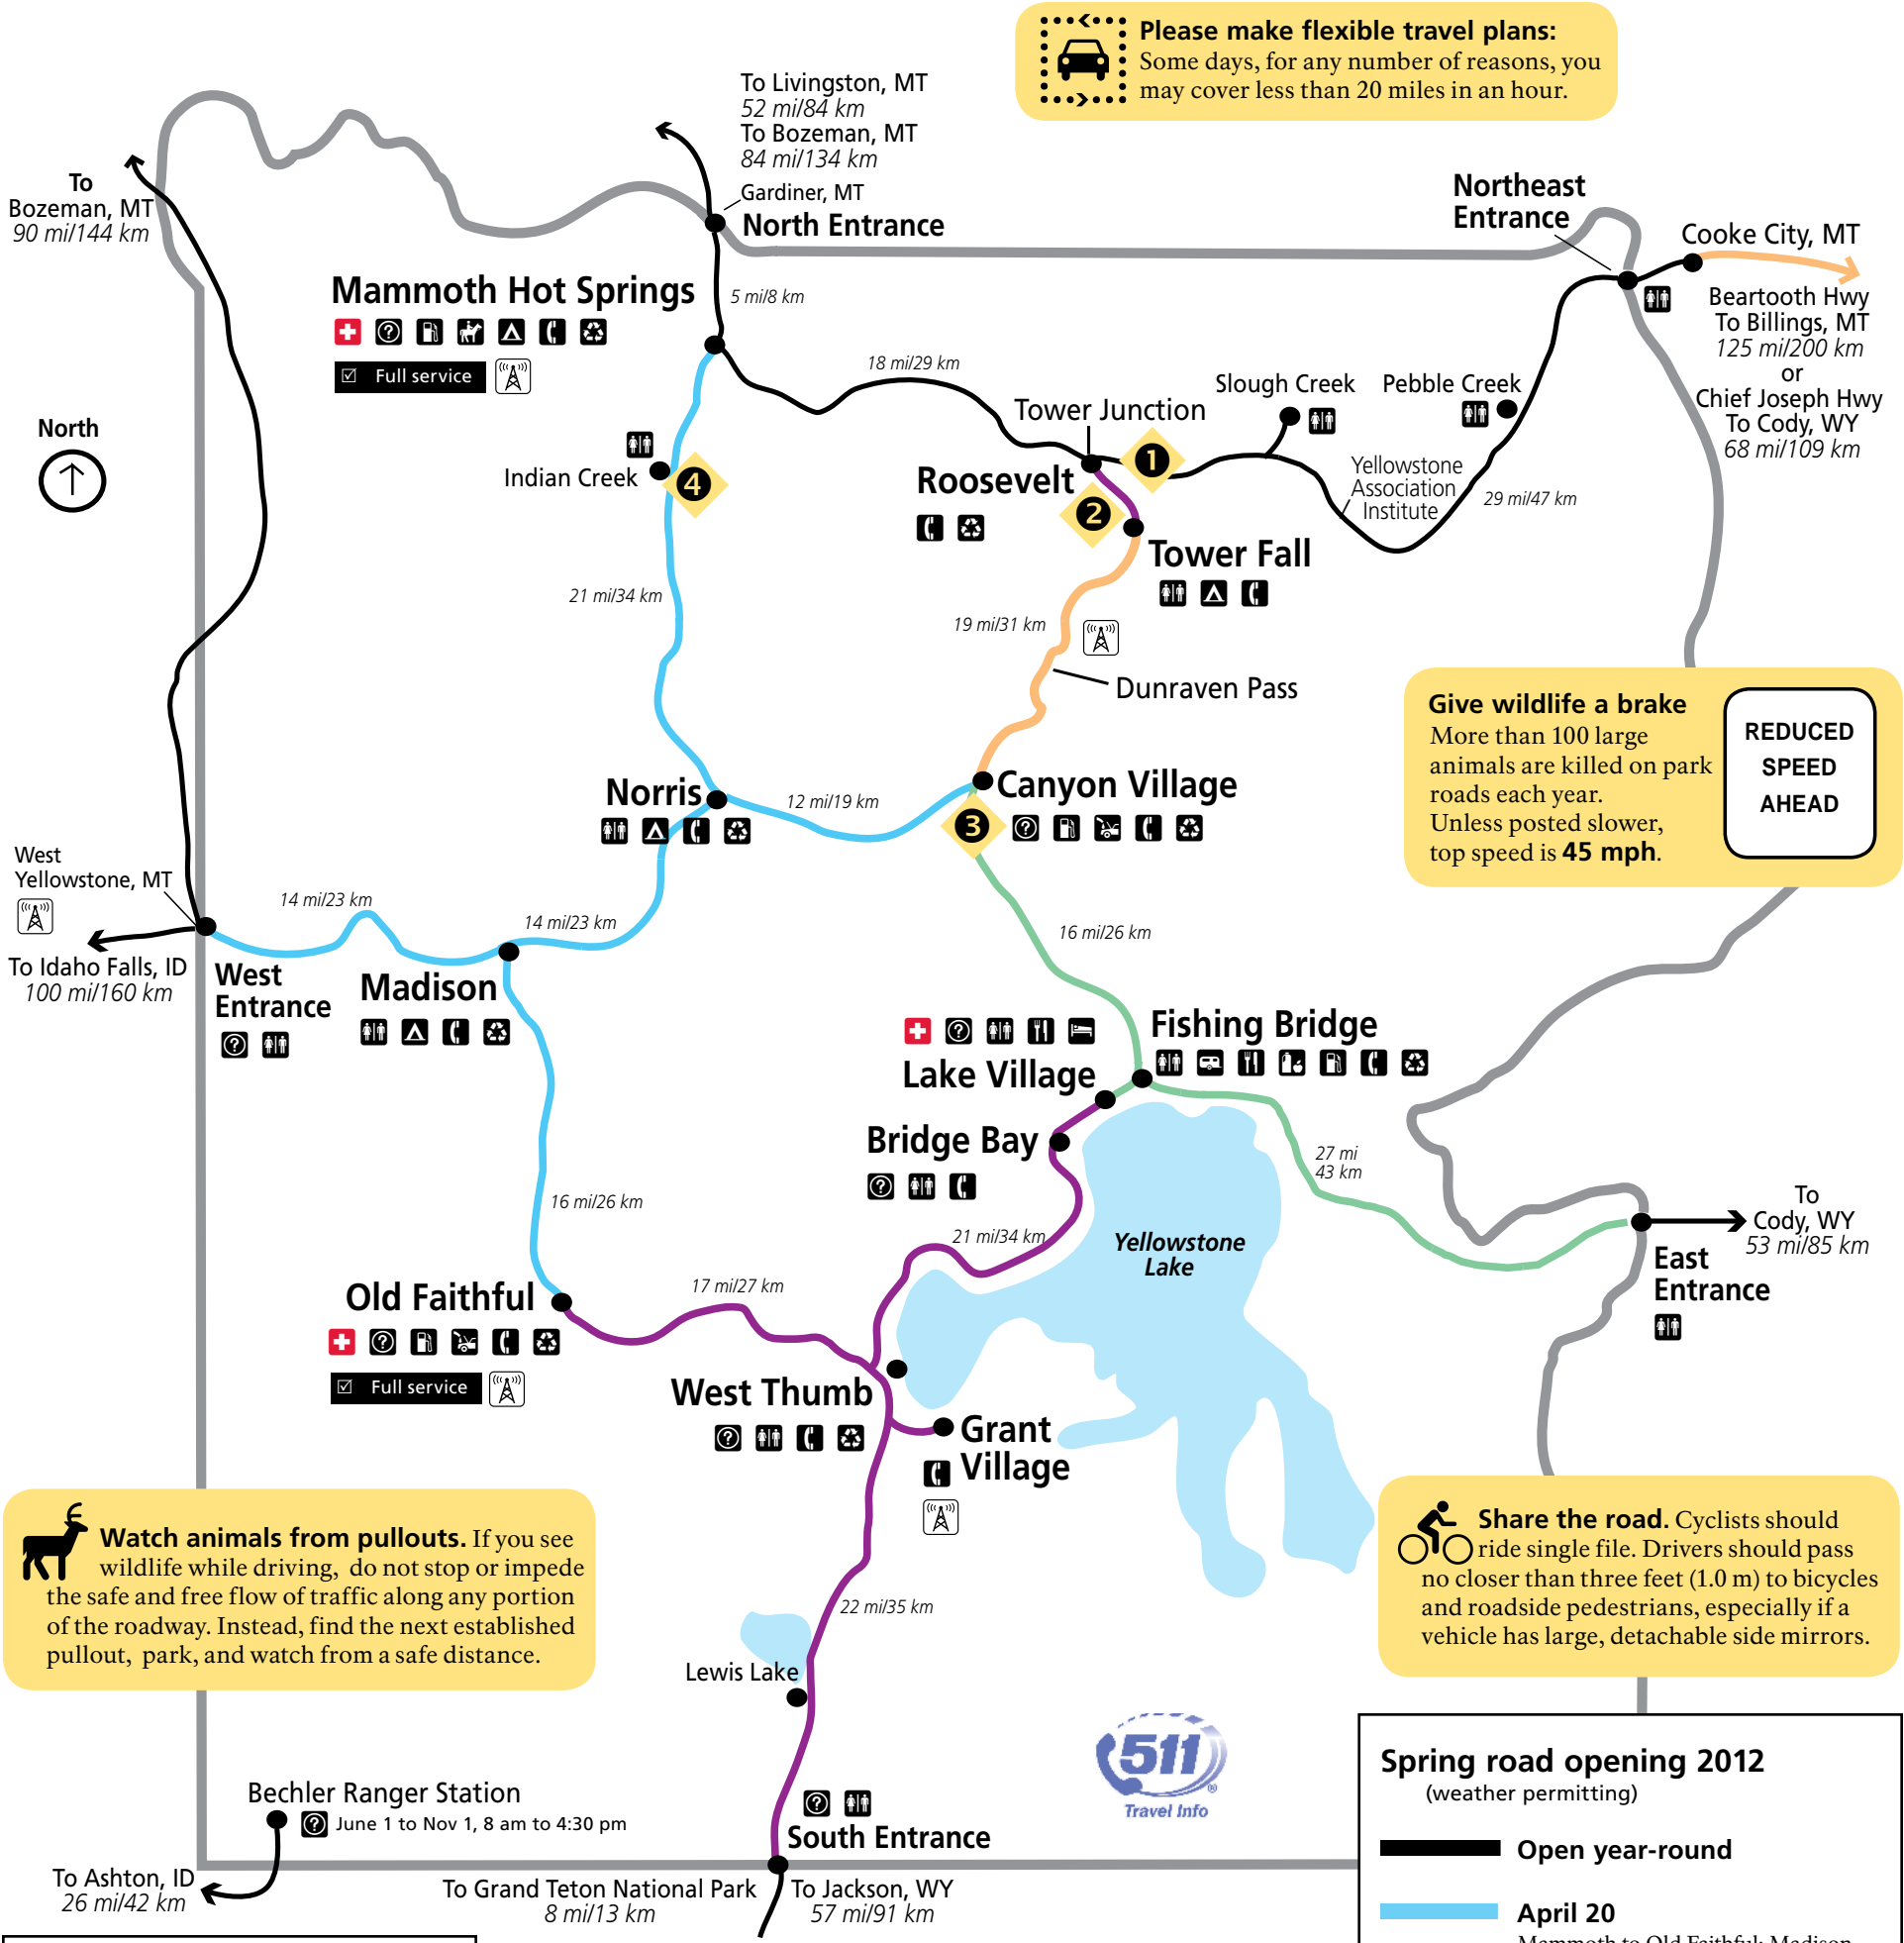 Please make flexible travel plans:
Some days, for any number of reasons, you
may cover less than 20 miles in an hour.
To Livingston, MT
52 mi/84 km
To Bozeman, MT
84 mi/134 km
Gardiner, MT
North Entrance
To
Bozeman, MT
90 mi/144 km
Northeast
Entrance
Cooke City, MT
Beartooth Hwy
To Billings, MT
125 mi/200 km
or
Chief Joseph Hwy
To Cody, WY
68 mi/109 km
Mammoth Hot Springs
5 mi/8 km
Full service
18 mi/29 km
Slough Creek
Pebble Creek
Tower Junction
North
Indian Creek
4
Roosevelt
1
2
Yellowstone
Association
Institute
29 mi/47 km
Tower Fall
21 mi/34 km
19 mi/31 km
Dunraven Pass
Give wildlife a brake
More than 100 large
animals are killed on park
roads each year.
Unless posted slower,
top speed is 45 mph.
REDUCED
SPEED
AHEAD
Norris
12 mi/19 km
Canyon Village
3
West
Yellowstone, MT
14 mi/23 km
14 mi/23 km
16 mi/26 km
To Idaho Falls, ID
100 mi/160 km
West
Entrance
Madison
Fishing Bridge
Lake Village
Bridge Bay
27 mi
43 km
16 mi/26 km
21 mi/34 km
Yellowstone
Lake
To
Cody, WY
53 mi/85 km
East
Entrance
Old Faithful
17 mi/27 km
Full service
West Thumb
Grant
Village
Watch animals from pullouts. If you see
wildlife while driving, do not stop or impede
the safe and free flow of traffic along any portion
of the roadway. Instead, find the next established
pullout, park, and watch from a safe distance.
Share the road. Cyclists should
ride single file. Drivers should pass
no closer than three feet (1.0 m) to bicycles
and roadside pedestrians, especially if a
vehicle has large, detachable side mirrors.
22 mi/35 km
Lewis Lake
511
®
Travel Info
Bechler Ranger Station
June 1 to Nov 1, 8 am to 4:30 pm
South Entrance
To Ashton, ID
26 mi/42 km
To Grand Teton National Park
8 mi/13 km
To Jackson, WY
57 mi/91 km
Spring road opening 2012
(weather permitting)
Open year-round
April 20
Mammoth to Old Faithful; Madison